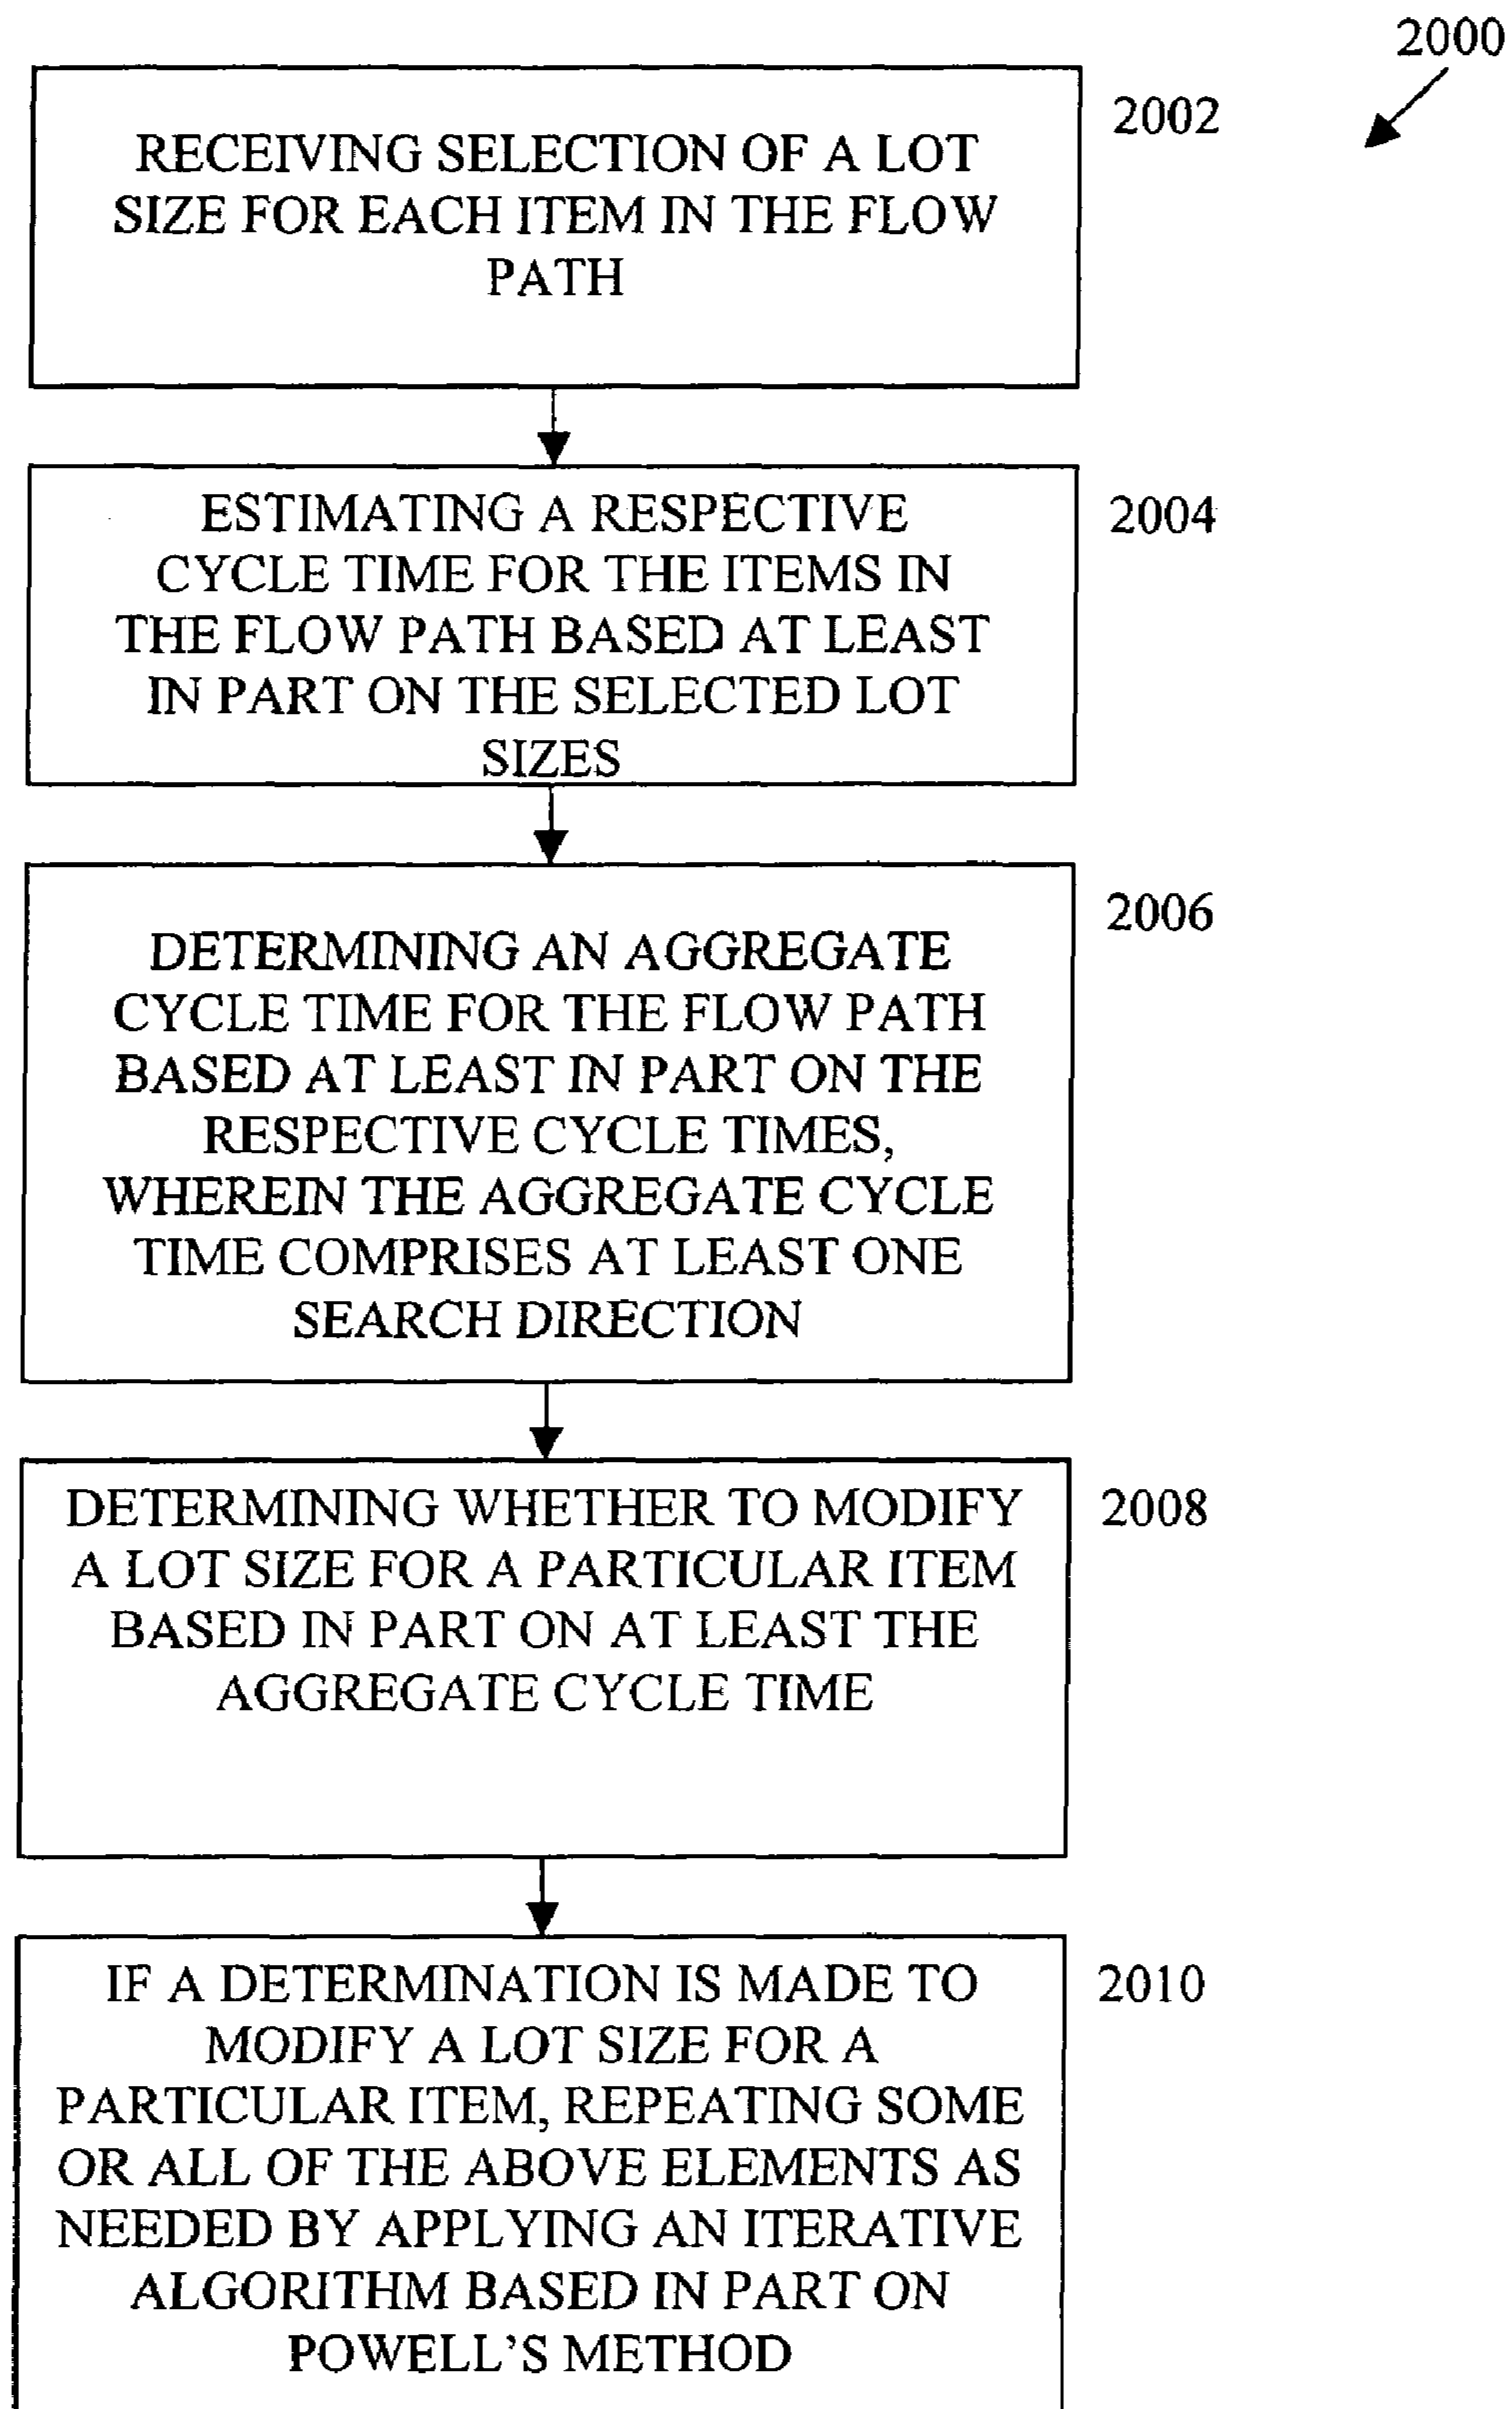 2000
2002
RECEIVING SELECTION OF A LOT
SIZE FOR EACH ITEM IN THE FLOW
PATH
2004
ESTIMATING A RESPECTIVE
CYCLE TIME FOR THE ITEMS IN
THE FLOW PATH BASED AT LEAST
IN PART ON THE SELECTED LOT
SIZES
2006
DETERMINING AN AGGREGATE
CYCLE TIME FOR THE FLOW PATH
BASED AT LEAST IN PART ON THE
RESPECTIVE CYCLE TIMES,
WHEREIN THE AGGREGATE CYCLE
TIME COMPRISES AT LEAST ONE
SEARCH DIRECTION
2008
DETERMINING WHETHER TO MODIFY
A LOT SIZE FOR A PARTICULAR ITEM
BASED IN PART ON AT LEAST THE
AGGREGATE CYCLE TIME
2010
IF A DETERMINATION IS MADE TO
MODIFY A LOT SIZE FOR A
PARTICULAR ITEM, REPEATING SOME
OR ALL OF THE ABOVE ELEMENTS AS
NEEDED BY APPLYING AN ITERATIVE
ALGORITHM BASED IN PART ON
POWELL'S METHOD